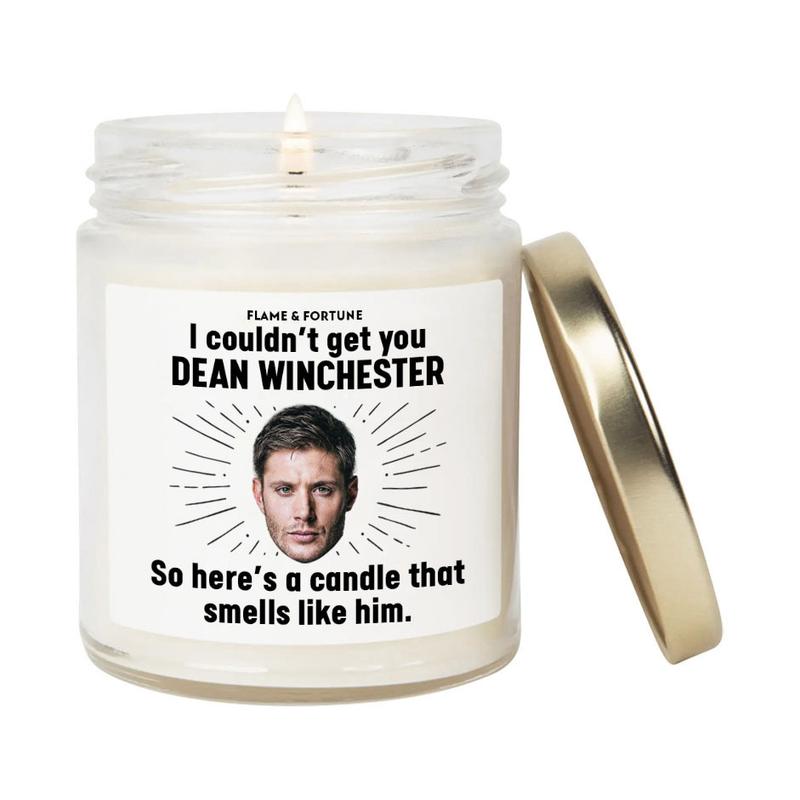 FLAME & FORTUNE
I couldn't get you
DEAN WINCHESTER
So here's a candle that
smells like him.